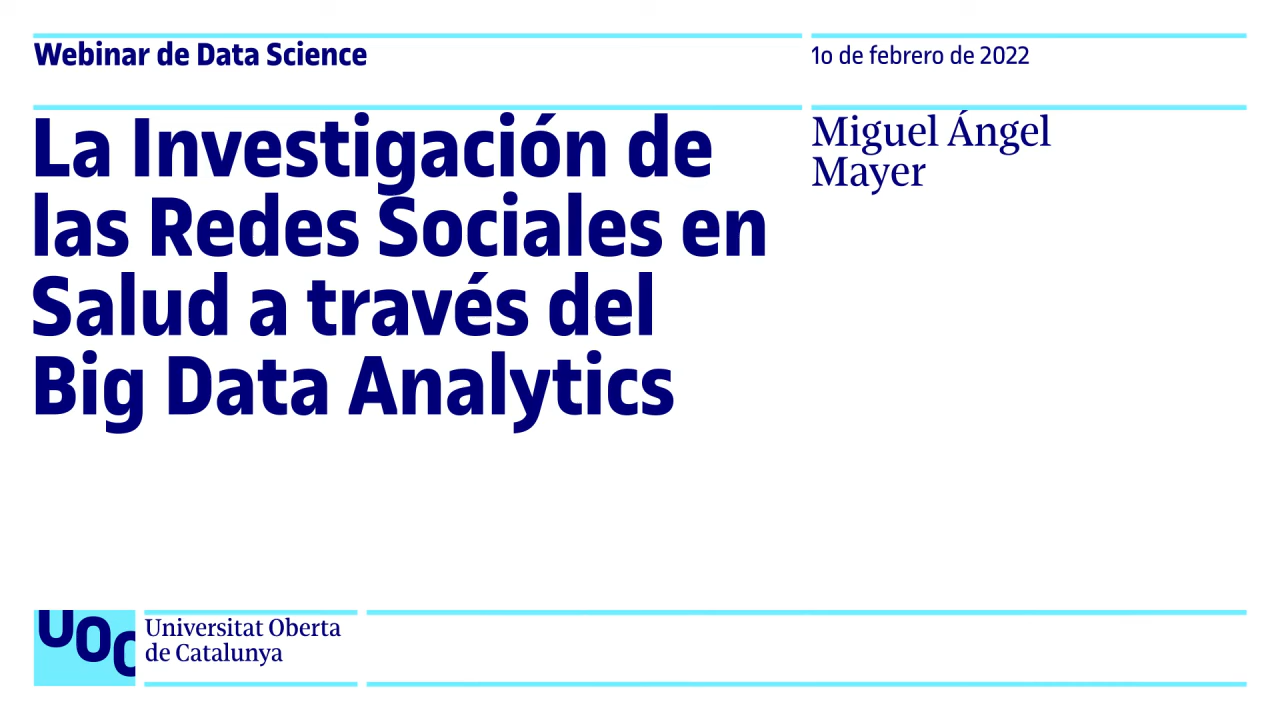 Webinar de Data Science
1o de febrero de 2022
La Investigación de
las Redes Sociales en
Salud a través del
Big Data Analytics
Miguel Ángel
Mayer
UOC
Universitat Oberta
de Catalunya